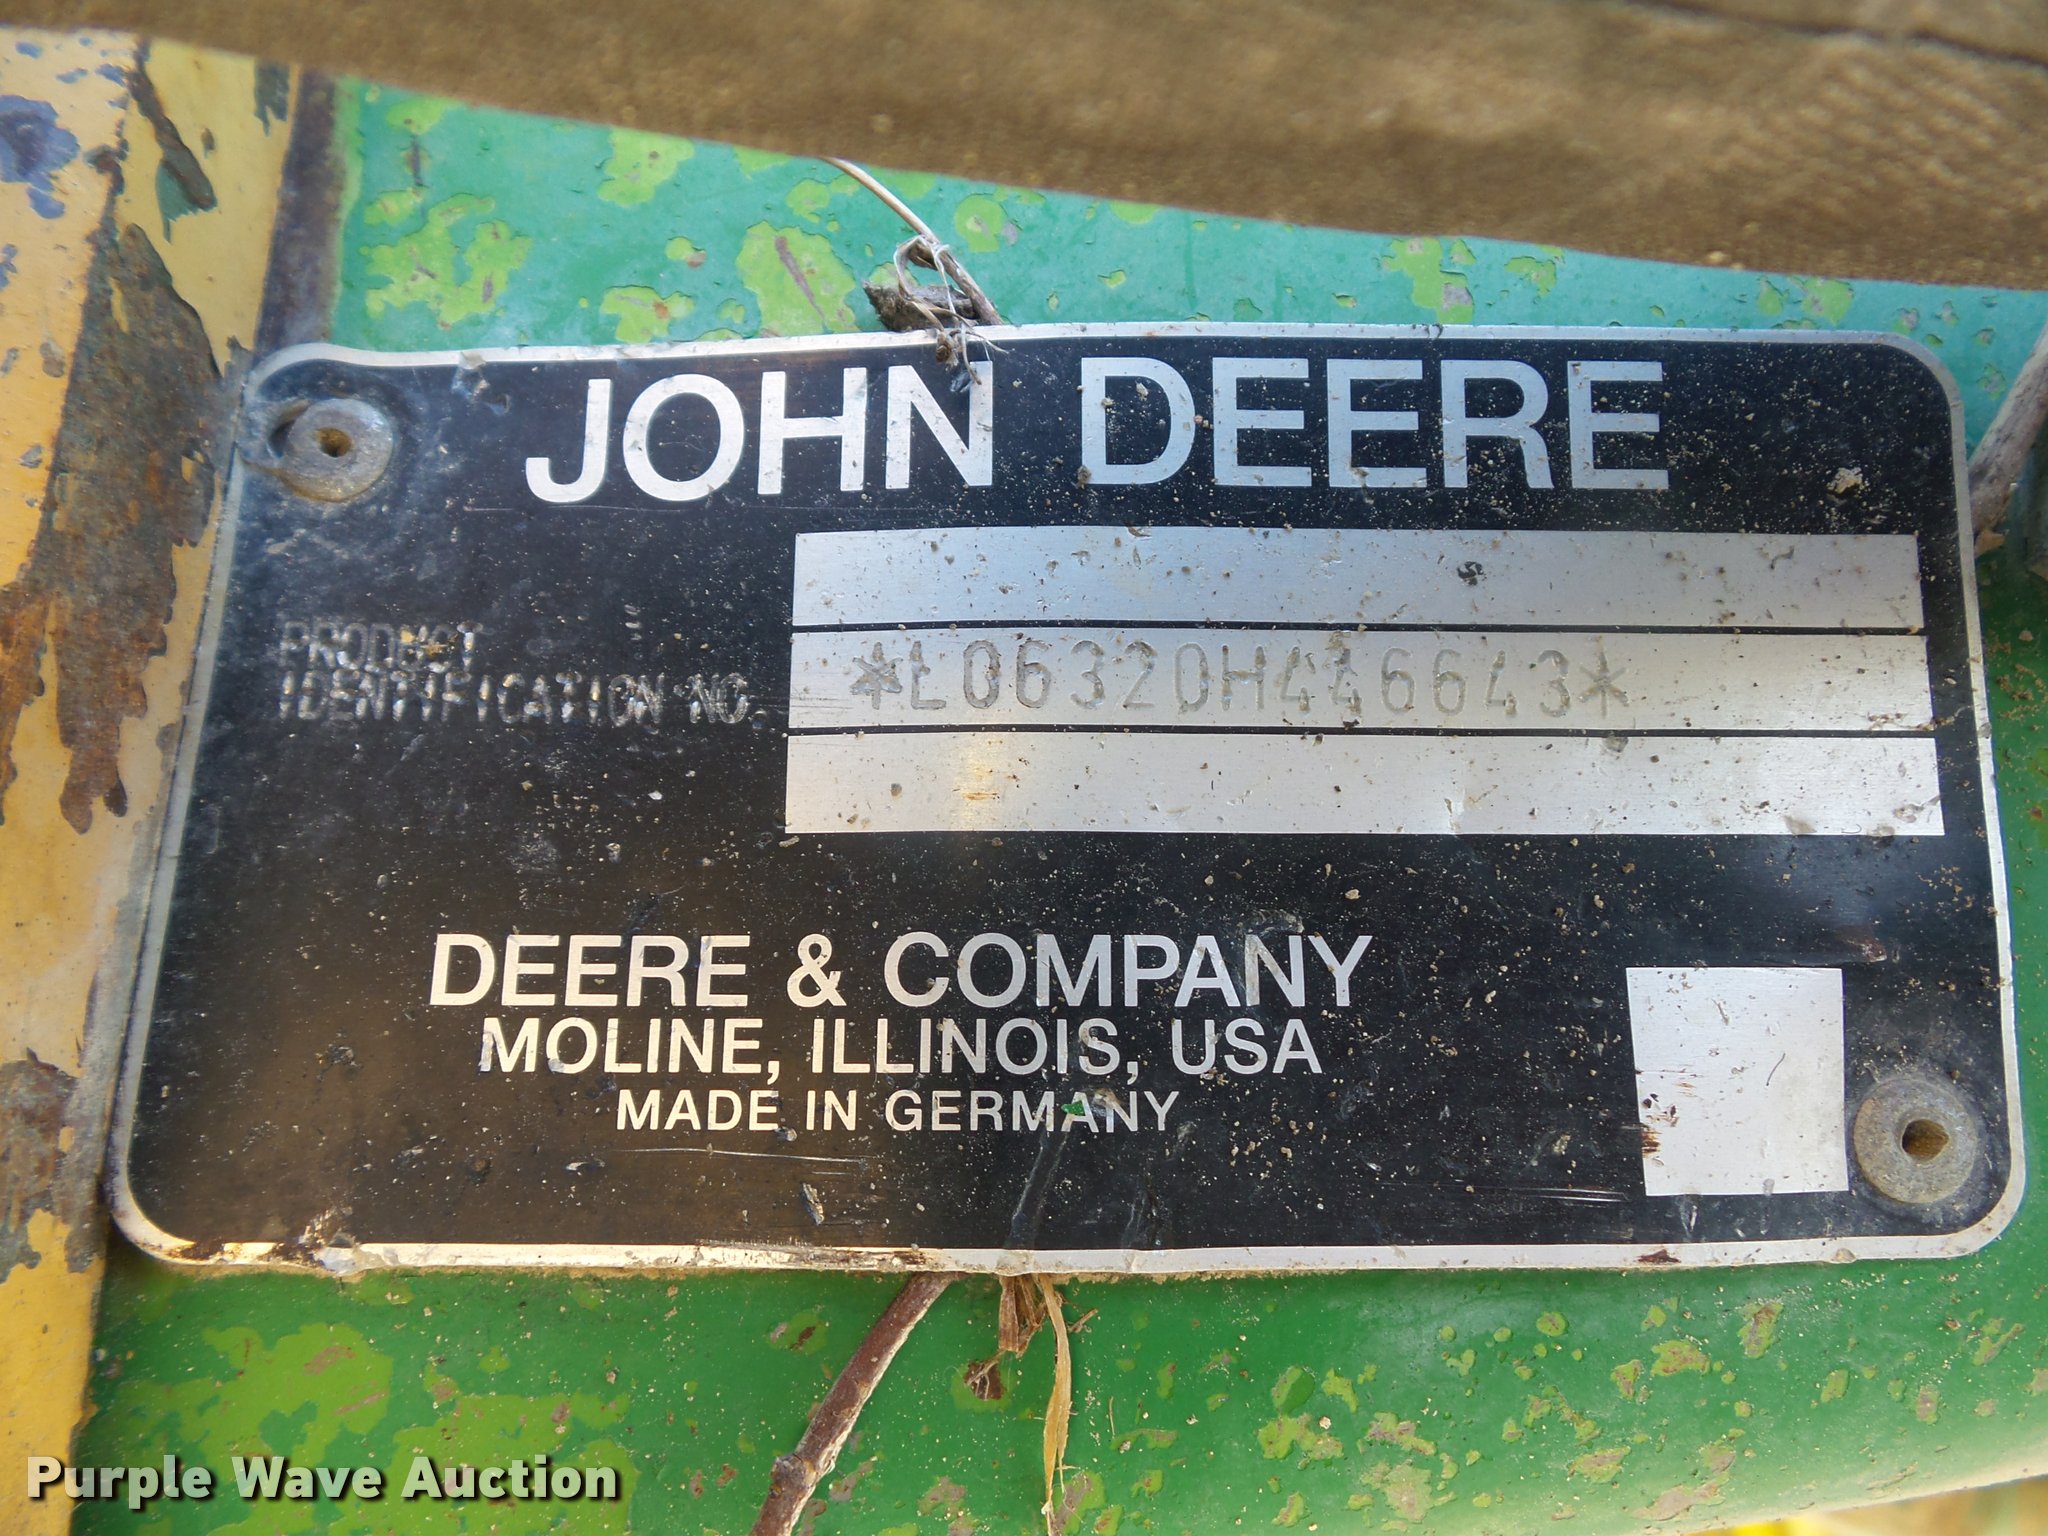 JOHN DEERE
PRODUCT
IDENTIFICATION NO.
*L06320H446643*
DEERE & COMPANY
MOLINE, ILLINOIS, USA
MADE IN GERMANY
Purple Wave Auction